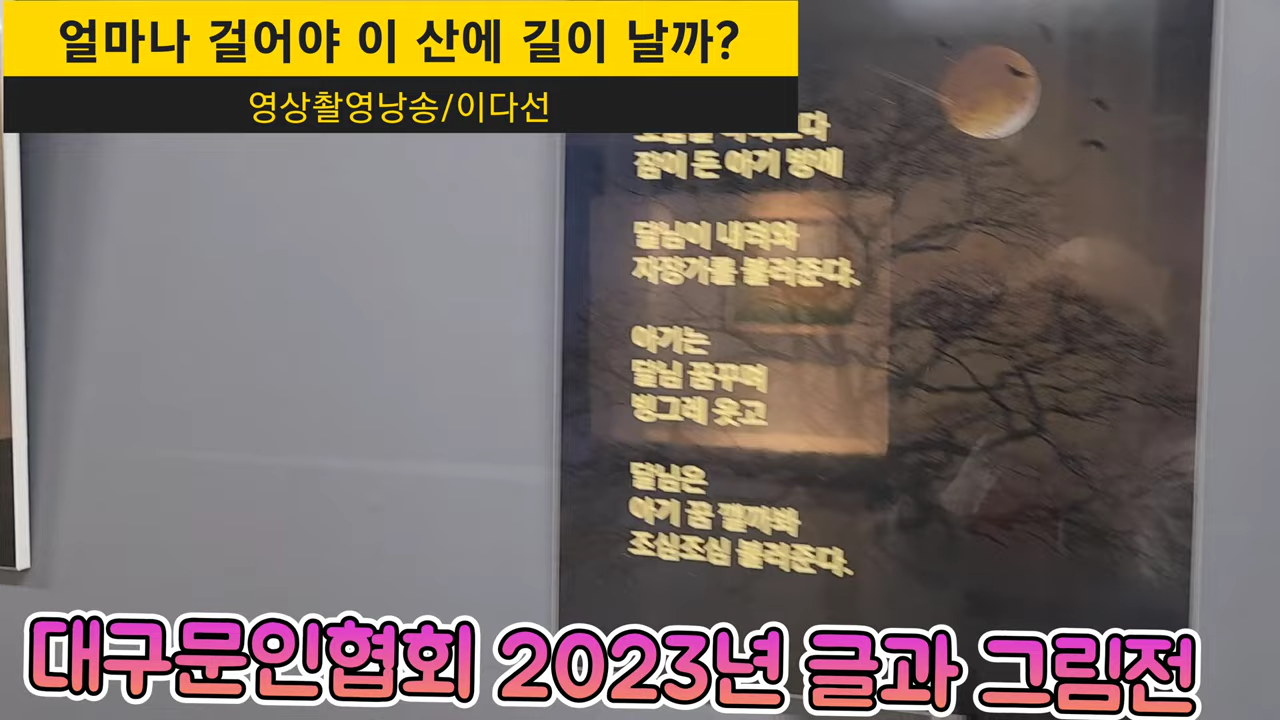 얼마나 걸어야 이 산에 길이 날까?
영상촬영낭송/이다선
잠이 든 아기 방에
달님이 내려와
자장가를 불러준다.
아기는
달님 꿈꾸며
빙그레 웃고
달님은
아기 꿈 깰까봐
조심조심 불러준다.
대구문인협회 2023년 글과 그림전